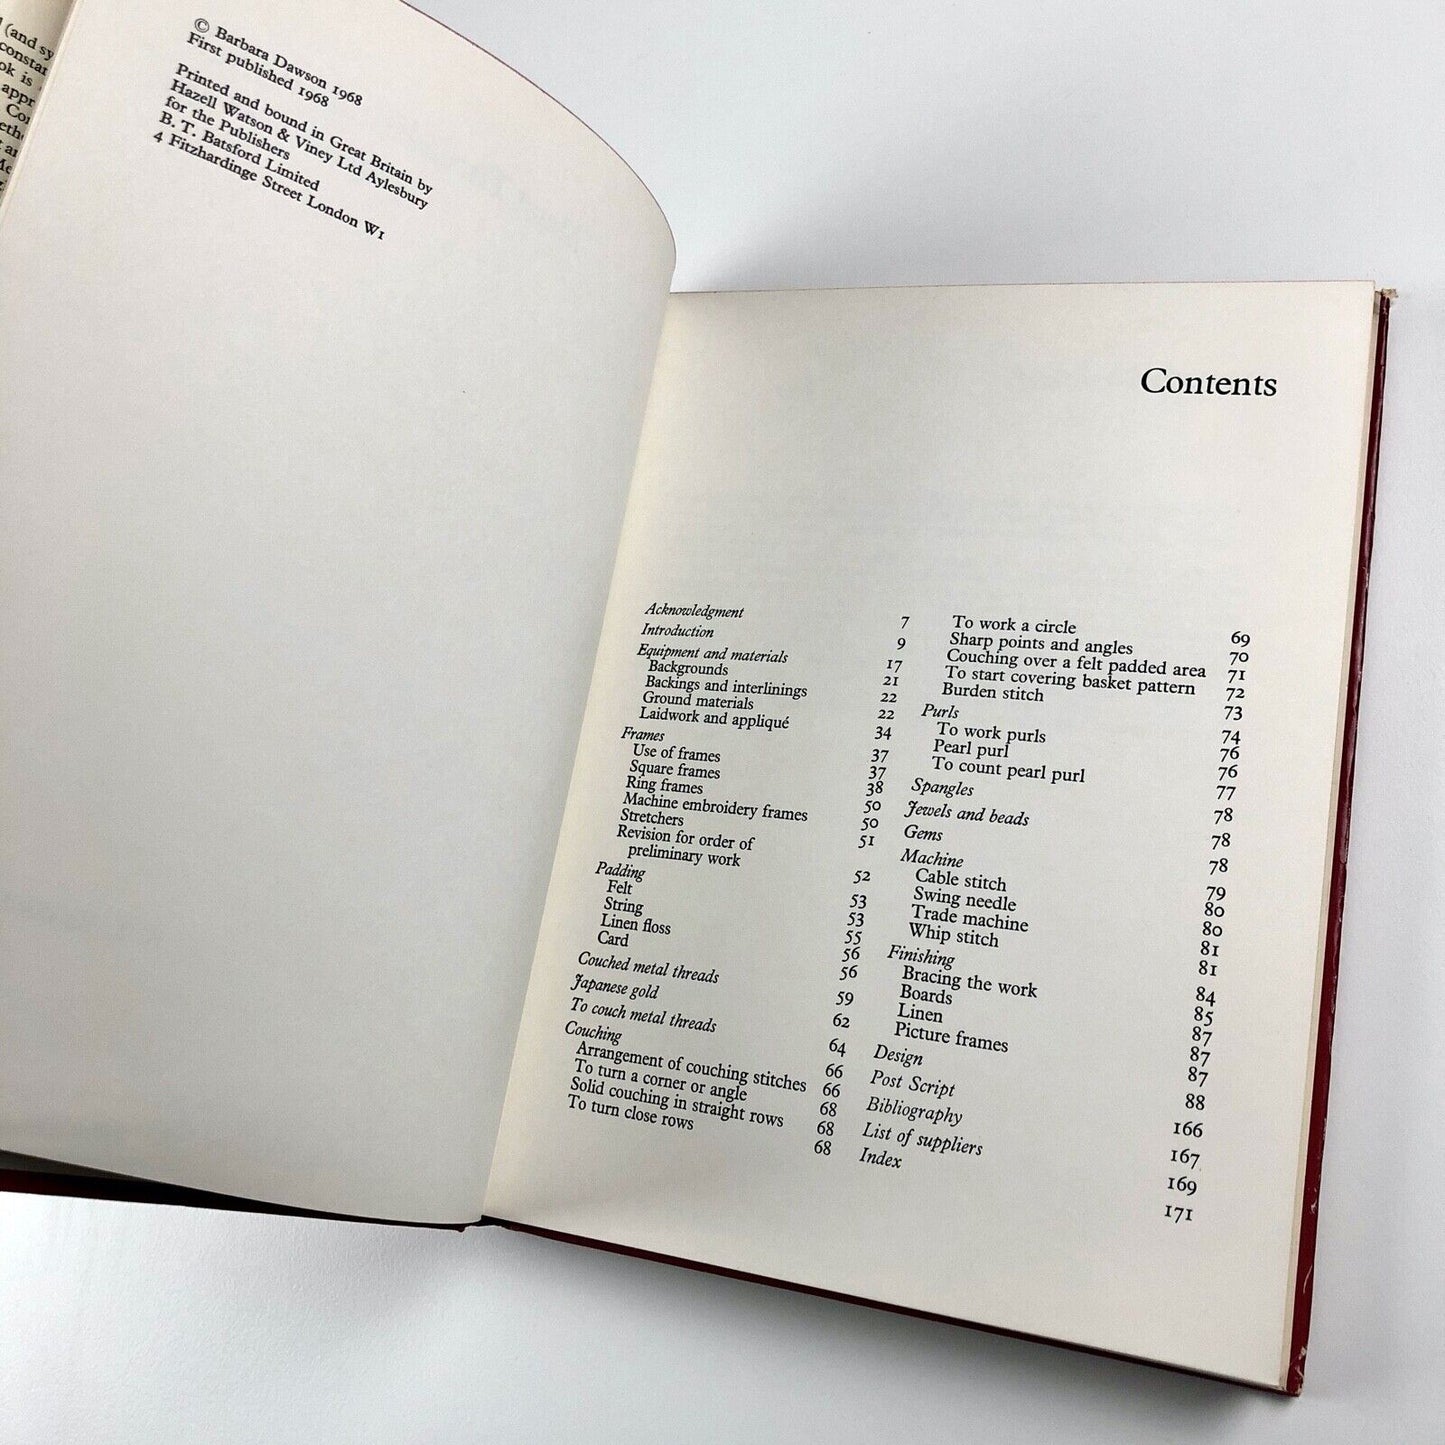 (and sy
ok is
appr
© Barbara Dawson 1968
First published 1968
Printed and bound in Great Britain by
Hazell Watson & Viney Ltd Aylesbury
for the Publishers
B. T. Batsford Limited
4 Fitzhardinge Street London W1
Contents
Acknowledgment 7
Introduction 9
Equipment and materials 17
Backgrounds 21
Backings and interlinings 22
Ground materials 22
Laidwork and appliqué 34
Frames 37
Use of frames 37
Square frames 38
Ring frames 50
Machine embroidery frames 50
Stretchers 51
Revision for order of
preliminary work 52
Padding 53
Felt 53
String 55
Linen floss 56
Card 56
Couched metal threads 59
Japanese gold 62
To couch metal threads 64
Couching 66
Arrangement of couching stitches 66
To turn a corner or angle 68
Solid couching in straight rows 68
To turn close rows 68
To work a circle 69
Sharp points and angles 70
Couching over a felt padded area 71
To start covering basket pattern 72
Burden stitch 73
Purls 74
To work purls 76
Pearl purl 76
To count pearl purl 77
Spangles 78
Jewels and beads 78
Gems 78
Machine 79
Cable stitch 80
Swing needle 80
Trade machine 81
Whip stitch 81
Finishing 84
Bracing the work 85
Boards 87
Linen 87
Picture frames 87
Design 88
Post Script 166
Bibliography 167
List of suppliers 169
Index 171